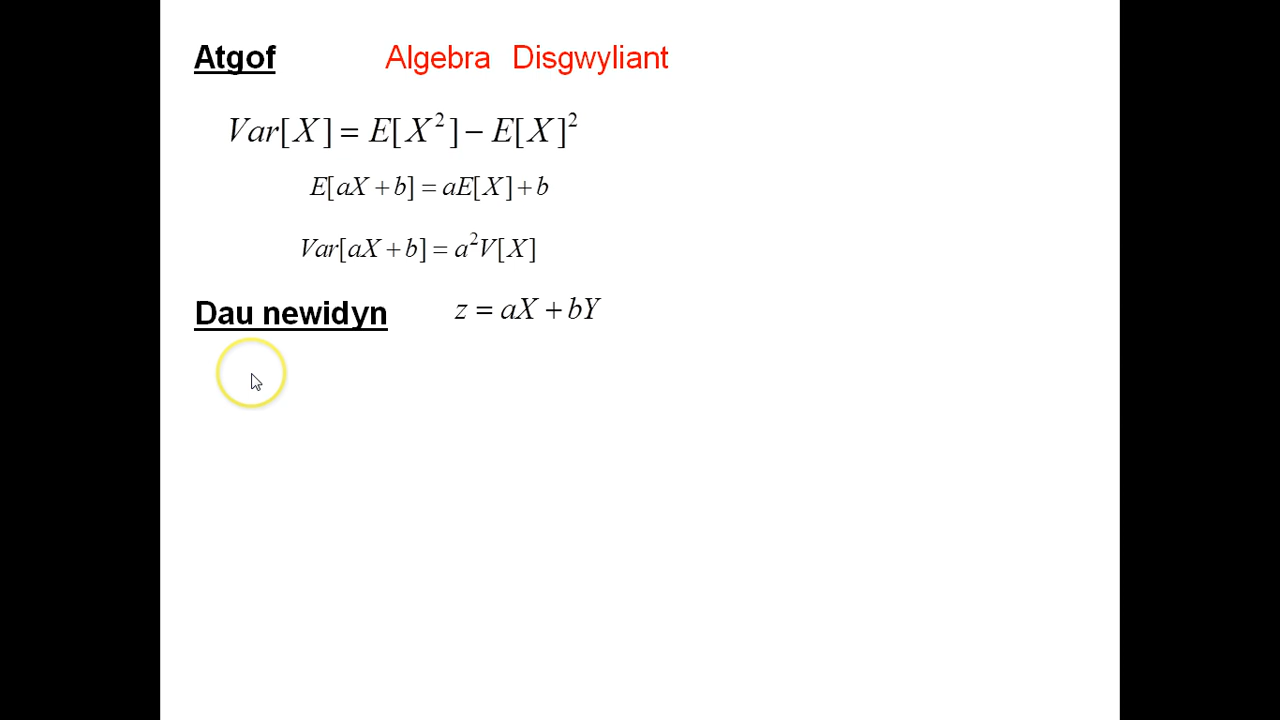 Atgof Algebra Disgwyliant
Var[X] = E[X²] − E[X]²
E[aX + b] = aE[X] + b
Var[aX + b] = a²V[X]
Dau newidyn z = aX + bY